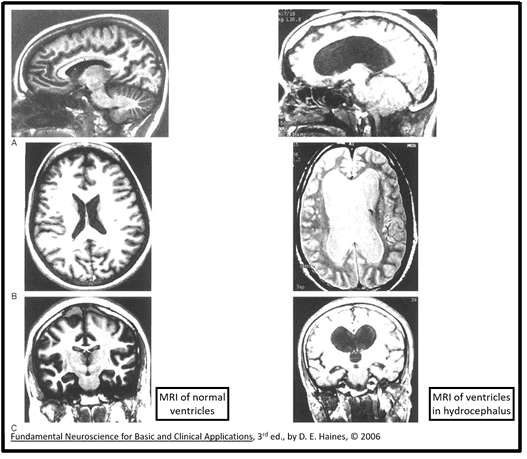 A
B
C
MRI of normal
ventricles
MRI of ventricles
in hydrocephalus
Fundamental Neuroscience for Basic and Clinical Applications, 3rd ed., by D. E. Haines, © 2006